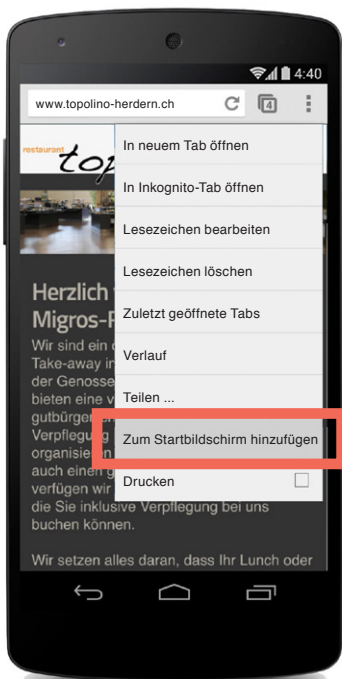 4:40
www.topolino-herdern.ch
4
restaurant
top
In neuem Tab öffnen
In Inkognito-Tab öffnen
Lesezeichen bearbeiten
Lesezeichen löschen
Zuletzt geöffnete Tabs
Verlauf
Teilen ...
Zum Startbildschirm hinzufügen
Drucken
Herzlich
Migros-
Wir sind ein
Take-away in
der Genosse
bieten eine v
gutbürger
Verpflegung
organisieren
auch einen g
verfügen wir
die Sie inklusive Verpflegung bei uns
buchen können.
Wir setzen alles daran, dass Ihr Lunch oder